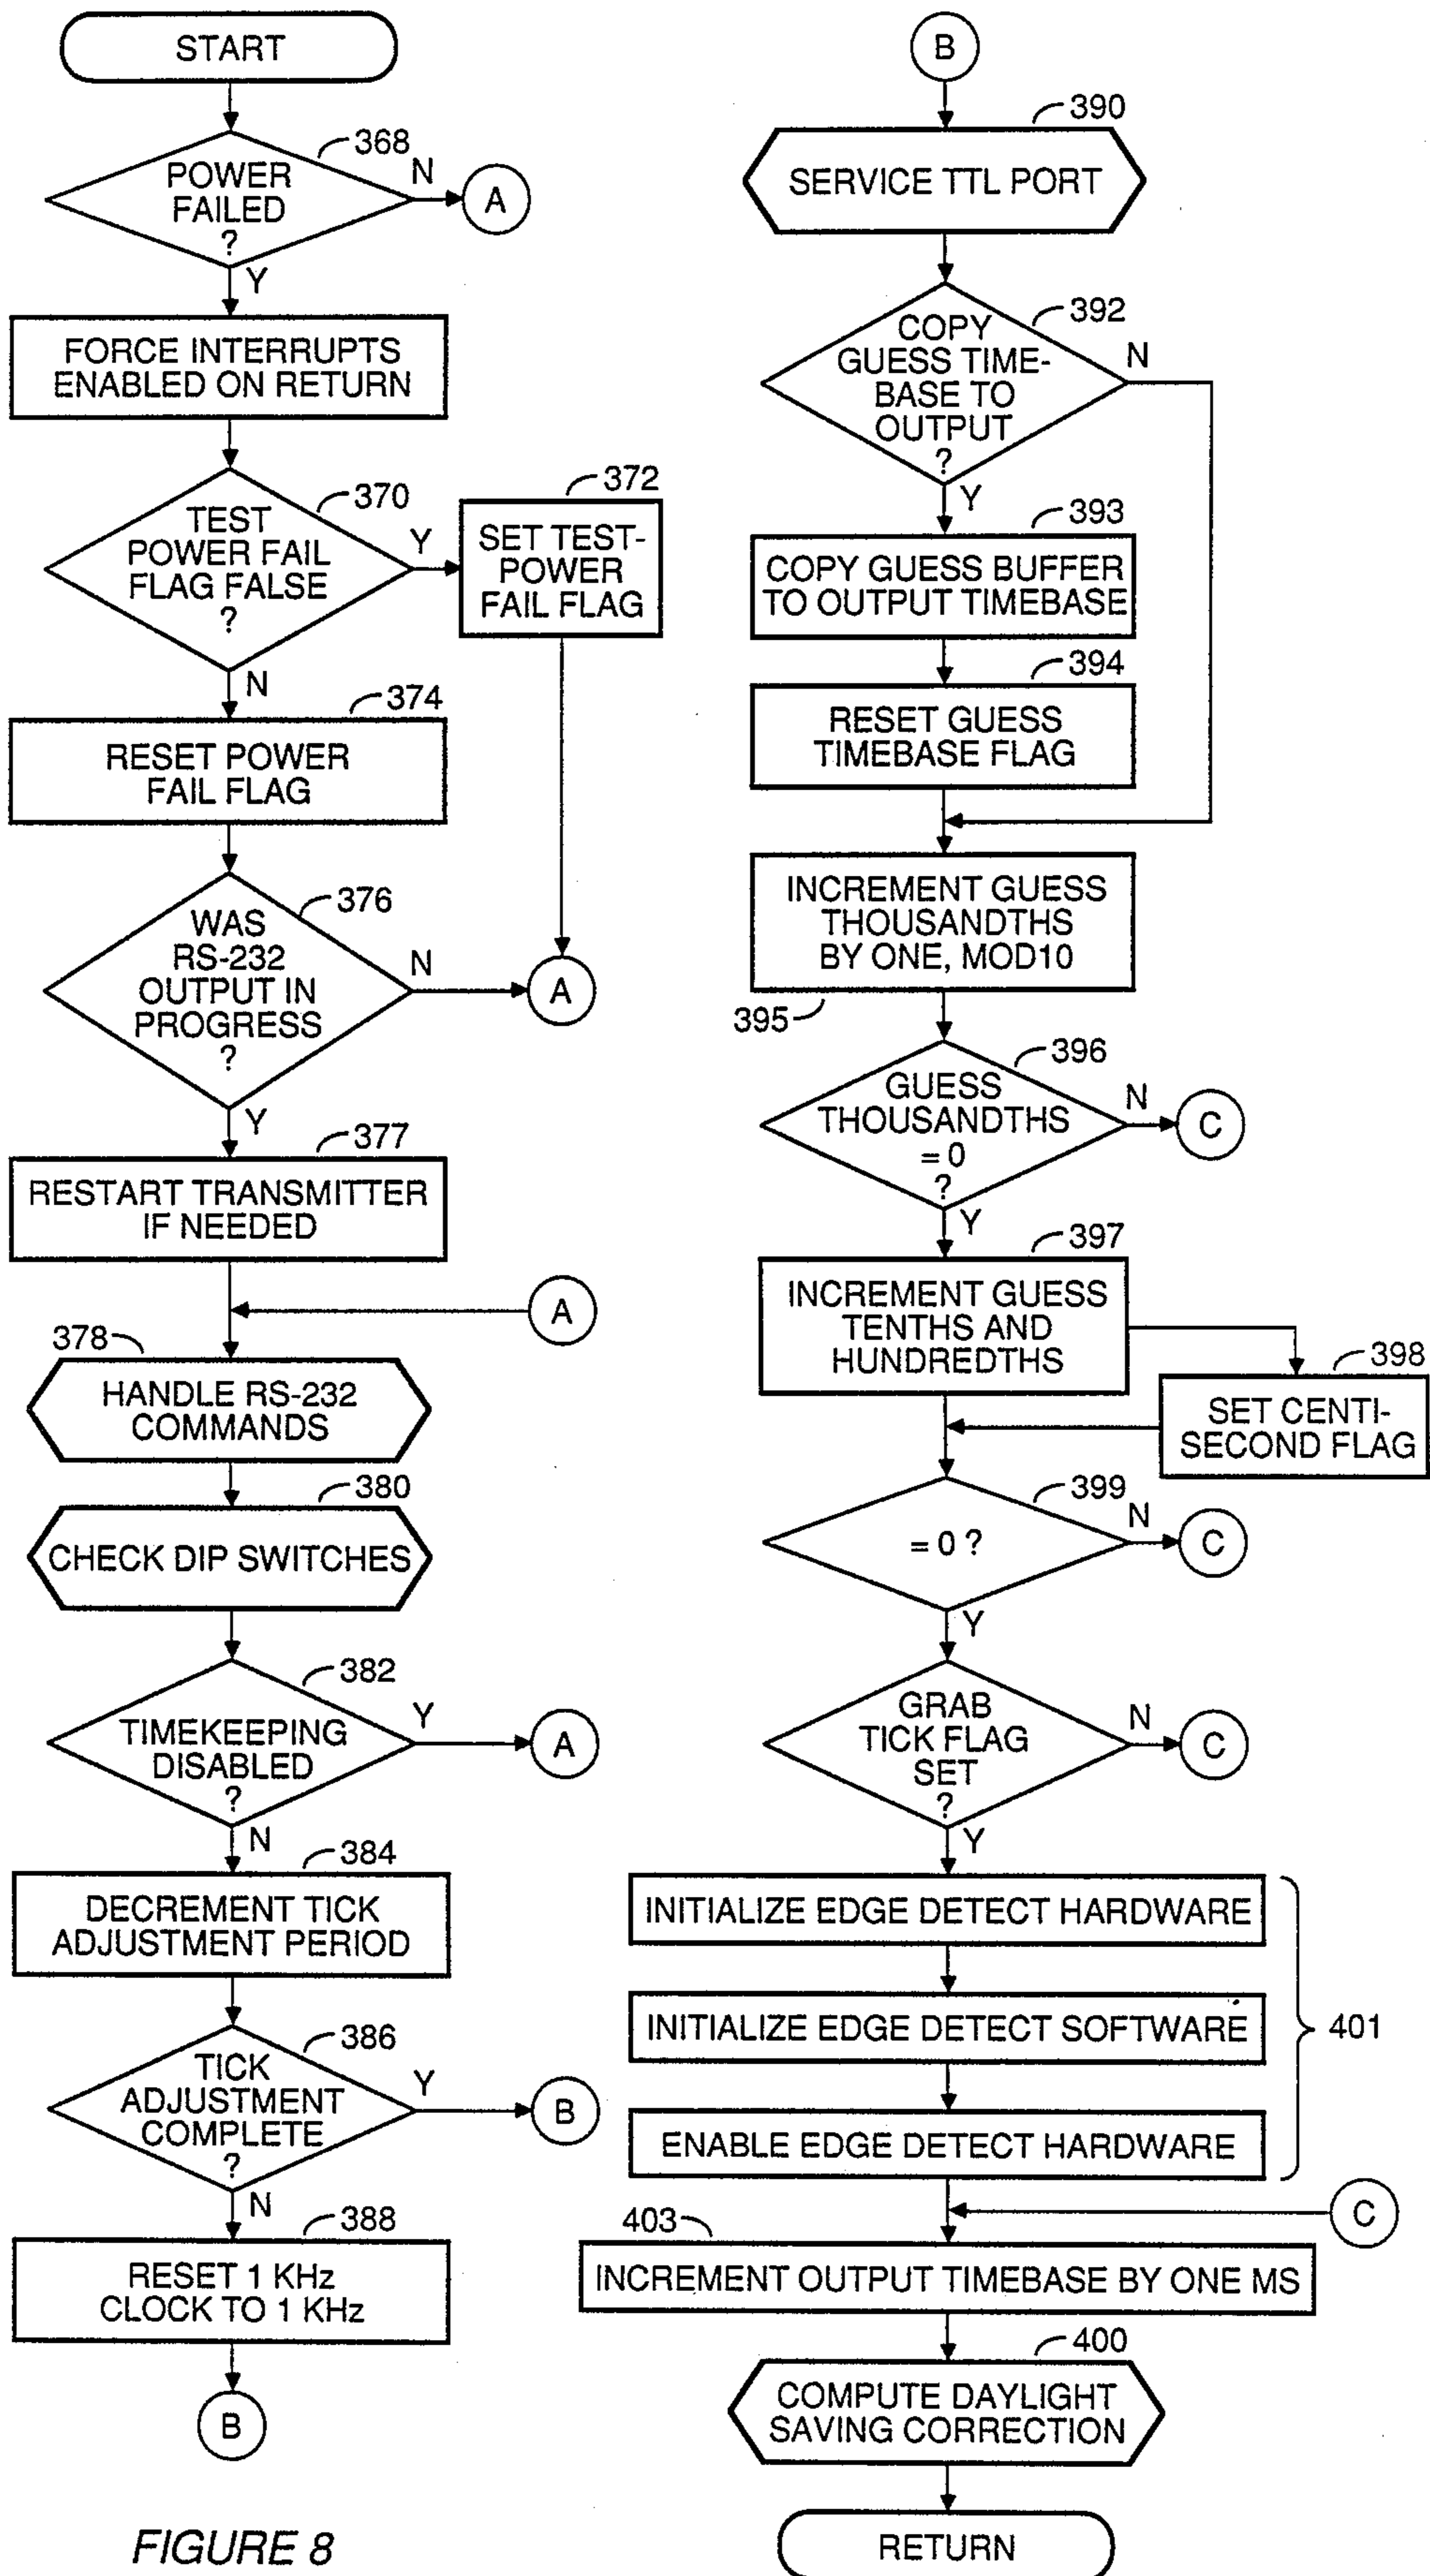 START
368
POWER
FAILED
?
N
A
Y
FORCE INTERRUPTS
ENABLED ON RETURN
370
TEST
POWER FAIL
FLAG FALSE
?
Y
372
SET TEST-
POWER
FAIL FLAG
N
374
RESET POWER
FAIL FLAG
376
WAS
RS-232
OUTPUT IN
PROGRESS
?
N
A
Y
377
RESTART TRANSMITTER
IF NEEDED
A
378
HANDLE RS-232
COMMANDS
380
CHECK DIP SWITCHES
382
TIMEKEEPING
DISABLED
?
Y
A
N
384
DECREMENT TICK
ADJUSTMENT PERIOD
386
TICK
ADJUSTMENT
COMPLETE
?
Y
B
N
388
RESET 1 KHz
CLOCK TO 1 KHz
B
FIGURE 8
B
390
SERVICE TTL PORT
392
COPY
GUESS TIME-
BASE TO
OUTPUT
?
N
Y
393
COPY GUESS BUFFER
TO OUTPUT TIMEBASE
394
RESET GUESS
TIMEBASE FLAG
INCREMENT GUESS
THOUSANDTHS
BY ONE, MOD10
395
396
GUESS
THOUSANDTHS
= 0
?
N
C
Y
397
INCREMENT GUESS
TENTHS AND
HUNDREDTHS
398
SET CENTI-
SECOND FLAG
399
= 0 ?
N
C
Y
GRAB
TICK FLAG
SET
?
N
C
Y
INITIALIZE EDGE DETECT HARDWARE
INITIALIZE EDGE DETECT SOFTWARE
401
ENABLE EDGE DETECT HARDWARE
C
403
INCREMENT OUTPUT TIMEBASE BY ONE MS
400
COMPUTE DAYLIGHT
SAVING CORRECTION
RETURN